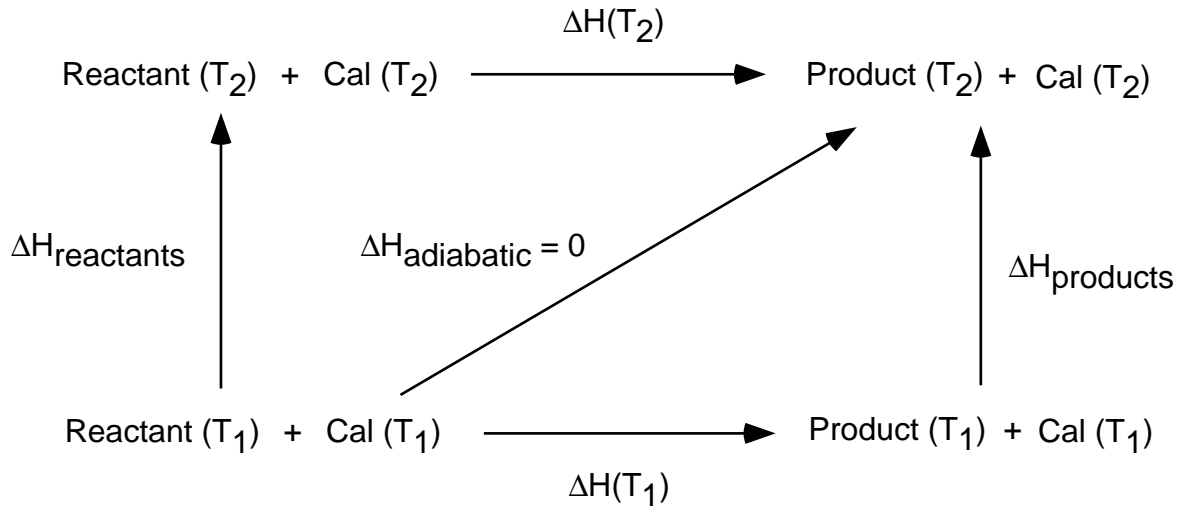 ΔH(T₂)
Reactant (T₂) + Cal (T₂) Product (T₂) + Cal (T₂)
ΔHreactants ΔHadiabatic = 0 ΔHproducts
Reactant (T₁) + Cal (T₁) Product (T₁) + Cal (T₁)
ΔH(T₁)